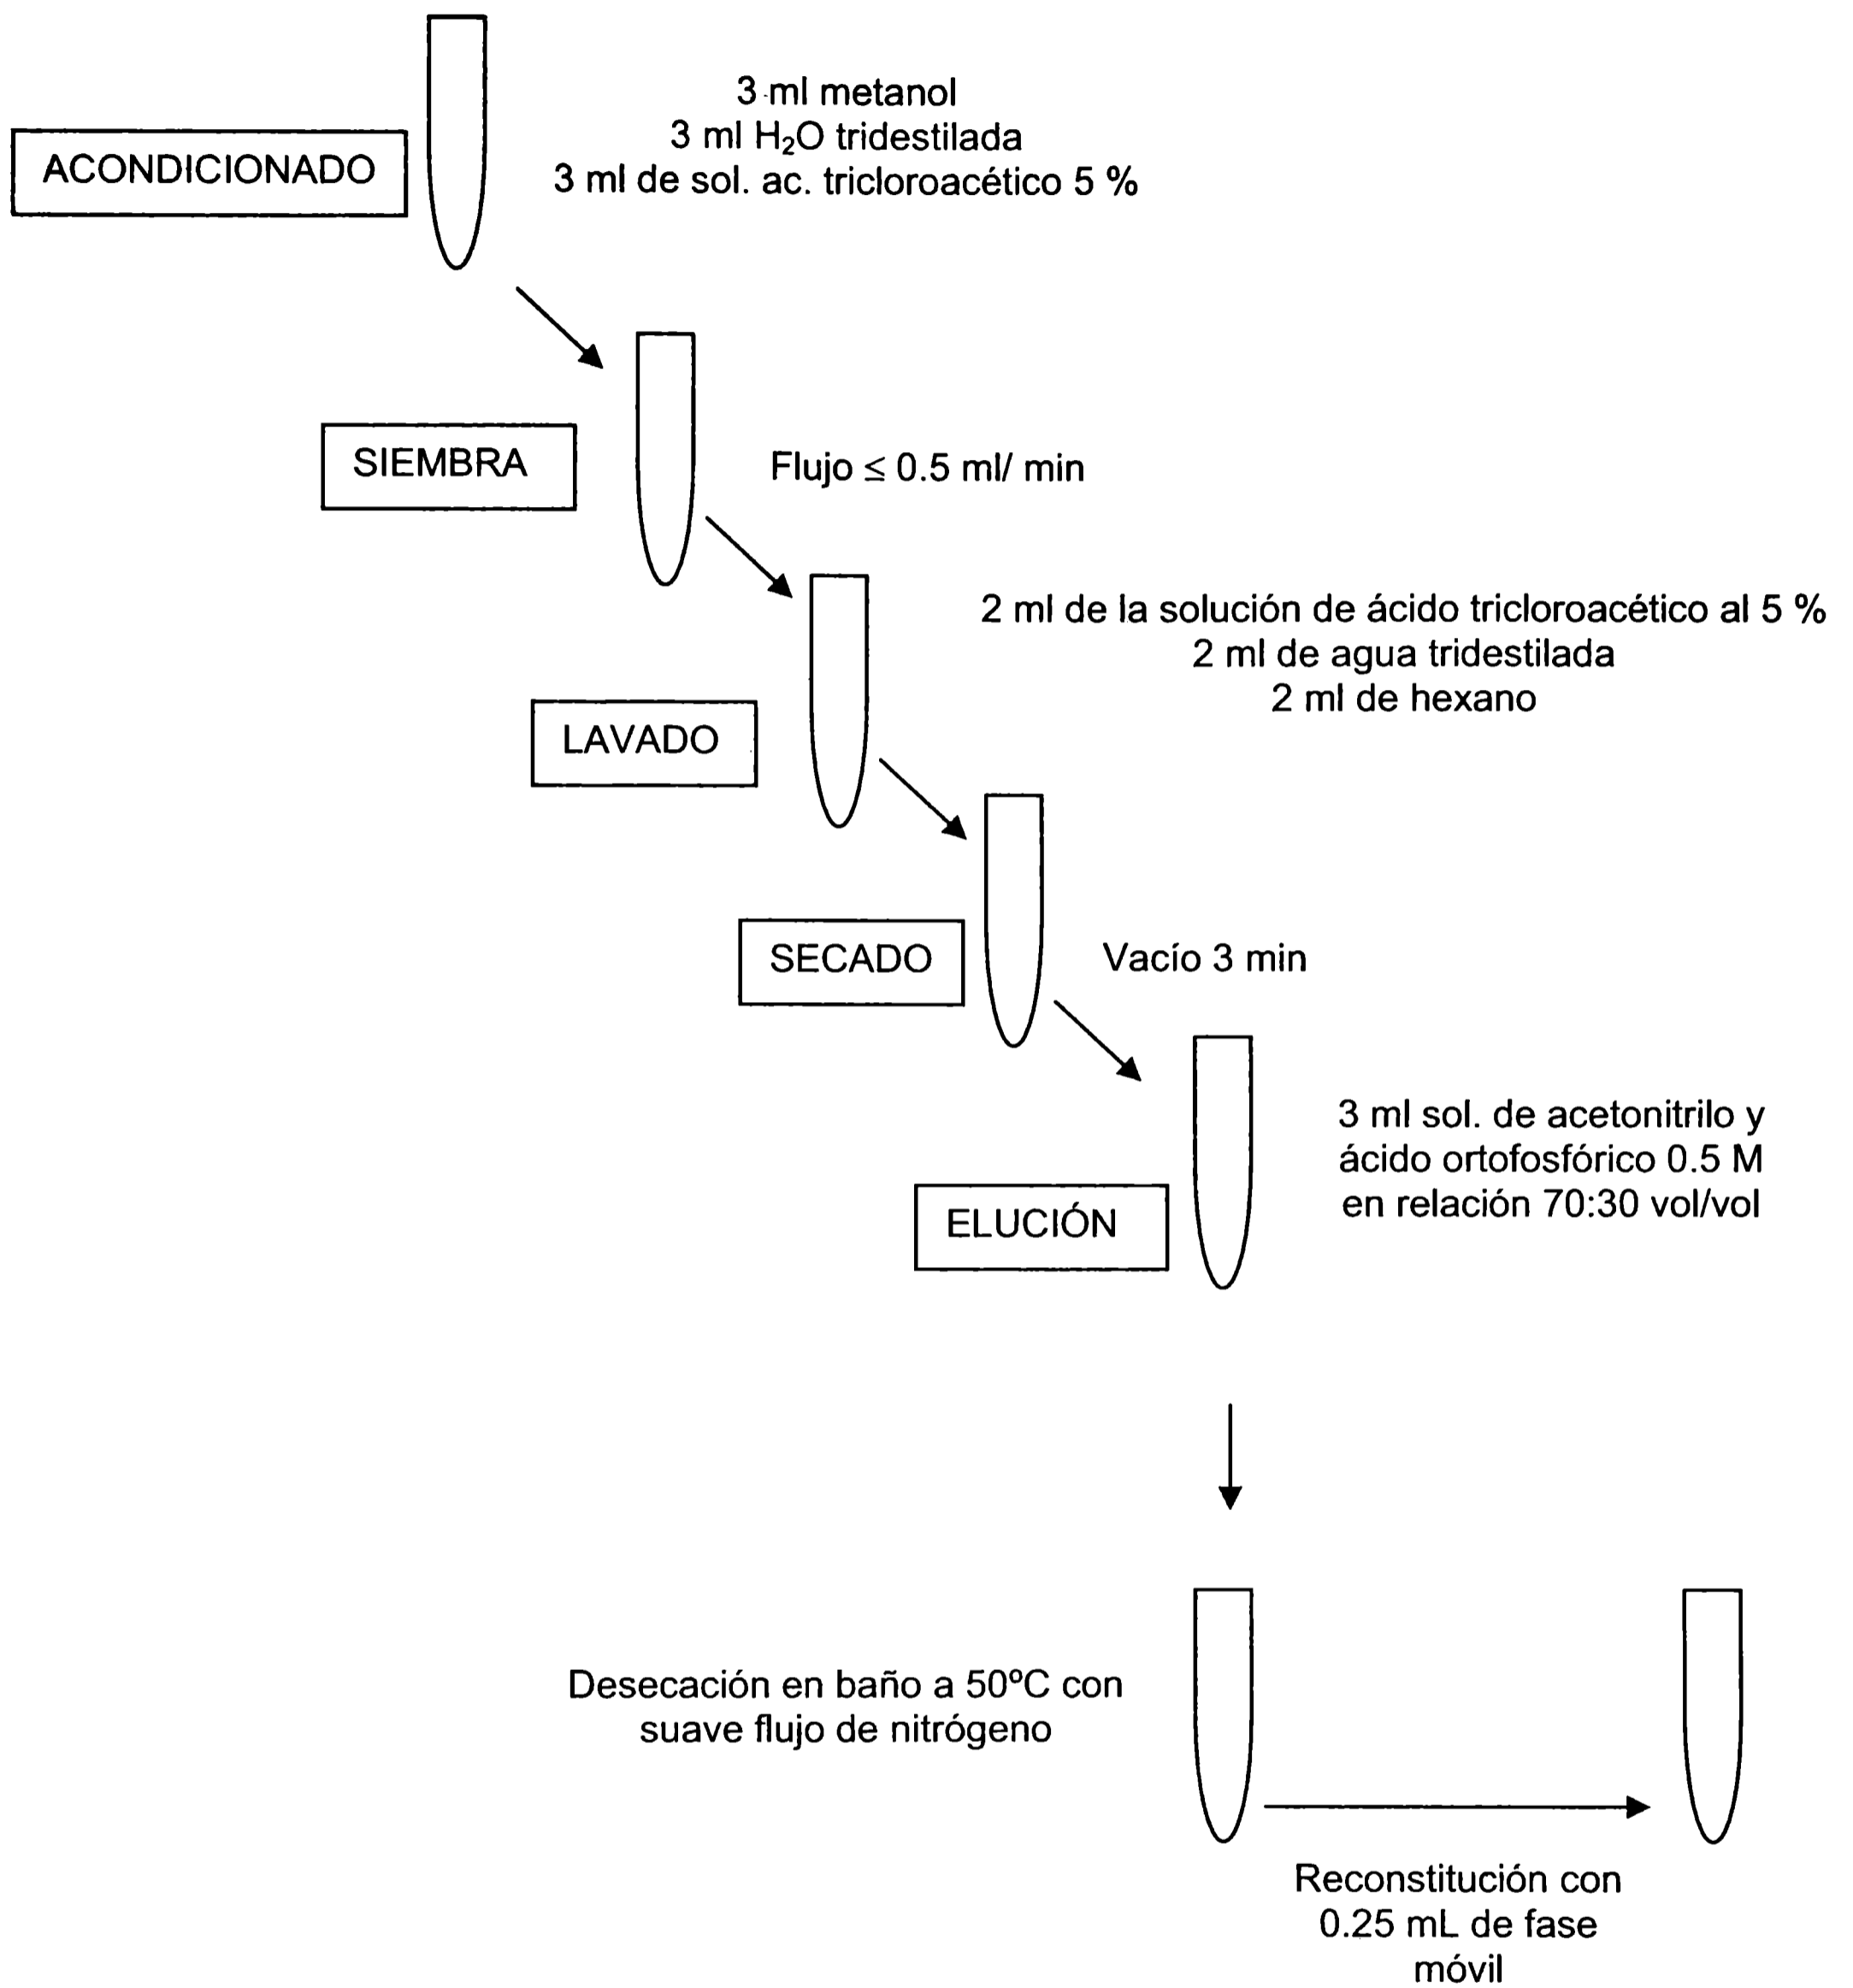 ACONDICIONADO
3 ml metanol
3 ml H₂O tridestilada
3 ml de sol. ac. tricloroacético 5 %
SIEMBRA
Flujo ≤ 0.5 ml/ min
2 ml de la solución de ácido tricloroacético al 5 %
2 ml de agua tridestilada
2 ml de hexano
LAVADO
SECADO
Vacío 3 min
3 ml sol. de acetonitrilo y
ácido ortofosfórico 0.5 M
en relación 70:30 vol/vol
ELUCIÓN
Desecación en baño a 50ºC con
suave flujo de nitrógeno
Reconstitución con
0.25 mL de fase
móvil